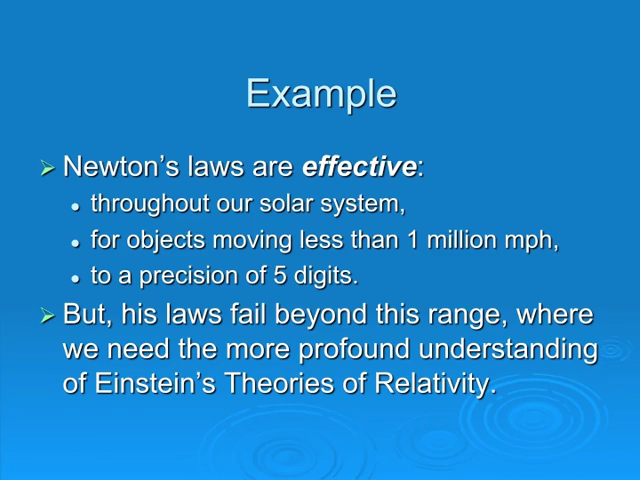 Example
Newton’s laws are effective:
throughout our solar system,
for objects moving less than 1 million mph,
to a precision of 5 digits.
But, his laws fail beyond this range, where
we need the more profound understanding
of Einstein’s Theories of Relativity.